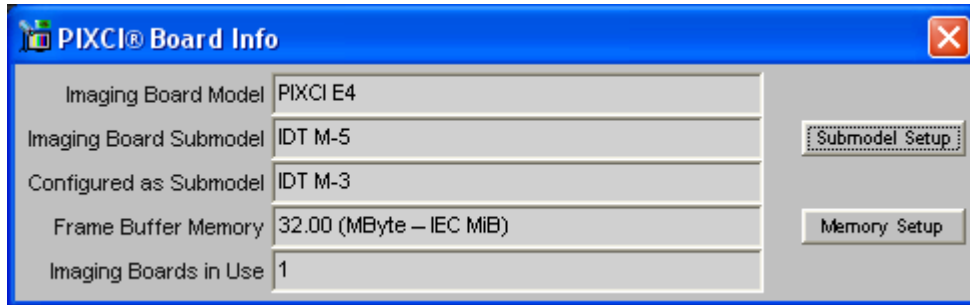 PIXCI® Board Info
Imaging Board Model PIXCI E4
Imaging Board Submodel IDT M-5 Submodel Setup
Configured as Submodel IDT M-3
Frame Buffer Memory 32.00 (MByte – IEC MiB) Memory Setup
Imaging Boards in Use 1